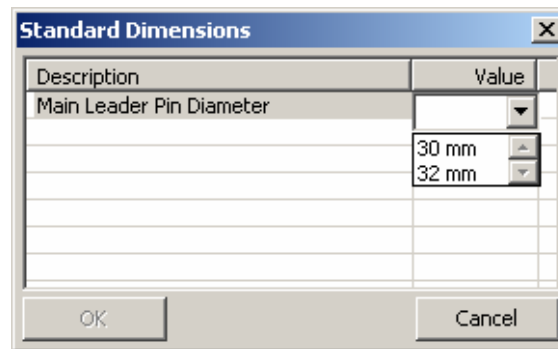 Standard Dimensions
Description Value
Main Leader Pin Diameter
30 mm
32 mm
OK Cancel